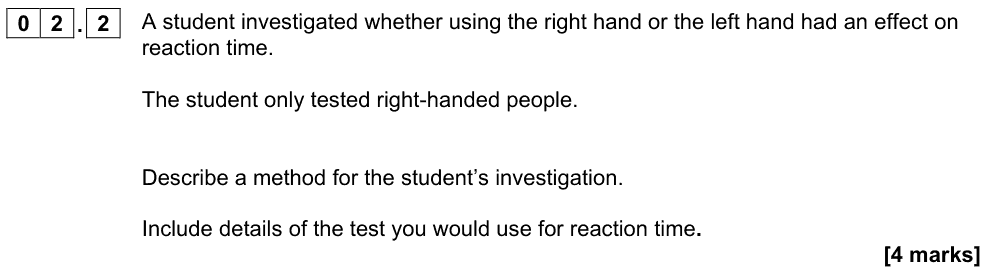 0 2 . 2 A student investigated whether using the right hand or the left hand had an effect on
reaction time.
The student only tested right-handed people.
Describe a method for the student's investigation.
Include details of the test you would use for reaction time.
[4 marks]